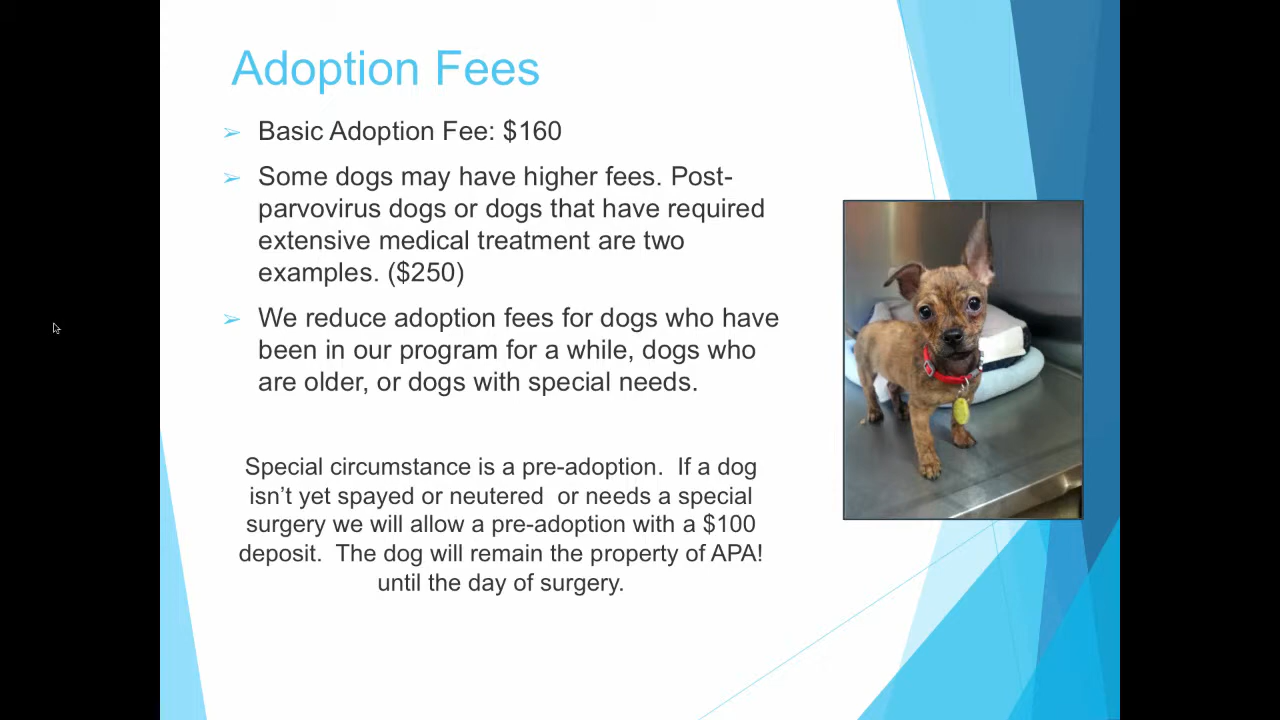 Adoption Fees
➢ Basic Adoption Fee: $160
➢ Some dogs may have higher fees. Post-
parvovirus dogs or dogs that have required
extensive medical treatment are two
examples. ($250)
➢ We reduce adoption fees for dogs who have
been in our program for a while, dogs who
are older, or dogs with special needs.
Special circumstance is a pre-adoption.  If a dog
isn’t yet spayed or neutered  or needs a special
surgery we will allow a pre-adoption with a $100
deposit.  The dog will remain the property of APA!
until the day of surgery.